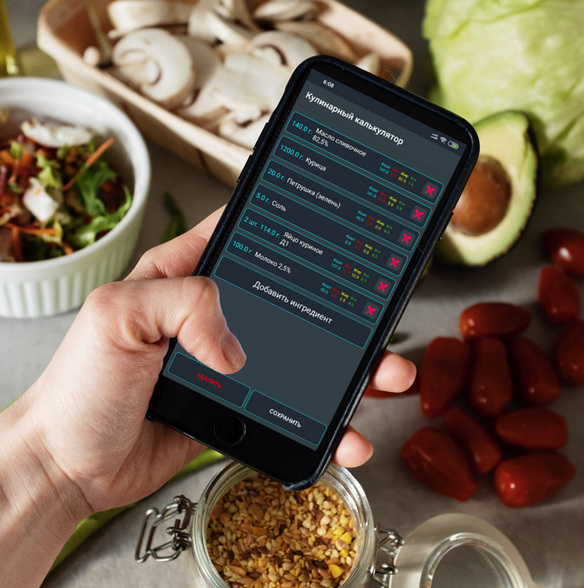 6:08
Кулинарный калькулятор
140.0 г. Масло сливочное
82,5%
1200.0 г. Курица
20.0 г. Петрушка (зелень)
5.0 г. Соль
2 шт. 114.0 г. Яйцо куриное
Д1
100.0 г. Молоко 2,5%
Добавить ингредиент
УДАЛИТЬ
СОХРАНИТЬ